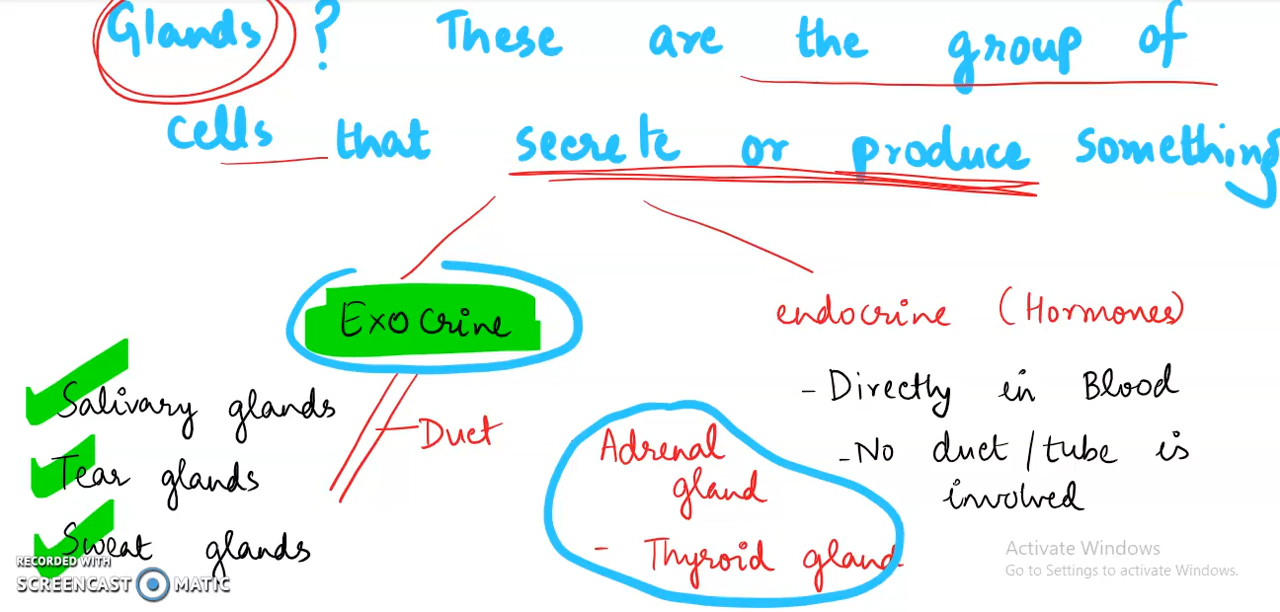 Glands ? These are the group of
cells that secrete or produce something
Exocrine
endocrine (Hormones)
Salivary glands
Tear glands
Sweat glands
Duct
Adrenal
gland
- Thyroid gland
- Directly in Blood
- No duct/tube is
involved
Activate Windows
Go to Settings to activate Windows.
RECORDED WITH
SCREENCAST MATIC